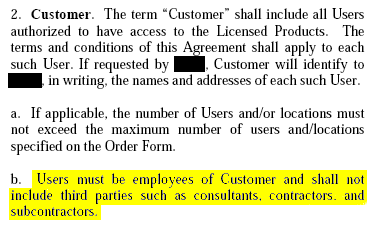 2. Customer. The term “Customer” shall include all Users
authorized to have access to the Licensed Products. The
terms and conditions of this Agreement shall apply to each
such User. If requested by , Customer will identify to
, in writing, the names and addresses of each such User.
a. If applicable, the number of Users and/or locations must
not exceed the maximum number of users and/locations
specified on the Order Form.
b. Users must be employees of Customer and shall not
include third parties such as consultants, contractors. and
subcontractors.